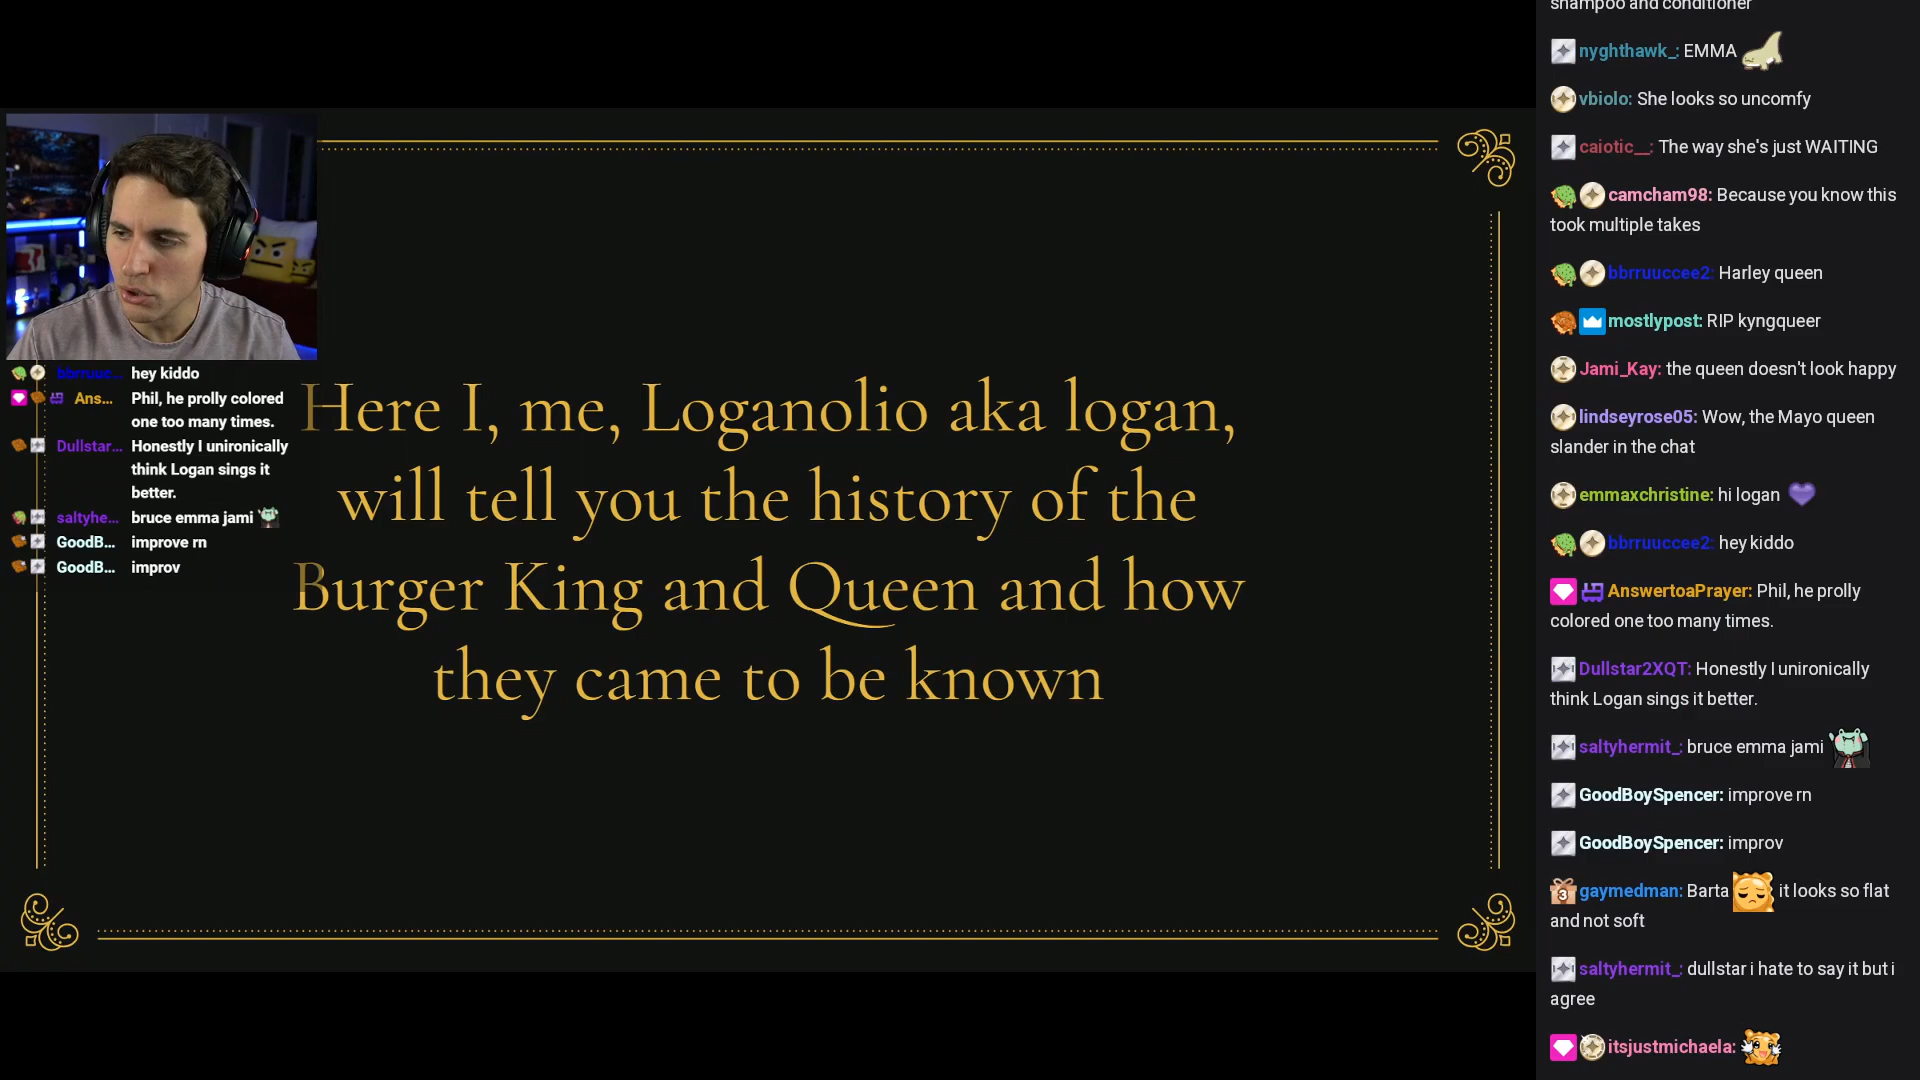 Here I, me, Loganolio aka logan,
will tell you the history of the
Burger King and Queen and how
they came to be known
bbrruuc... hey kiddo
Ans... Phil, he prolly colored
one too many times.
Dullstar... Honestly I unironically
think Logan sings it
better.
saltyhe... bruce emma jami
GoodB... improve rn
GoodB... improv
shampoo and conditioner
nyghthawk_: EMMA
vbiolo: She looks so uncomfy
caiotic__: The way she's just WAITING
camcham98: Because you know this
took multiple takes
bbrruuccee2: Harley queen
mostlypost: RIP kyngqueer
Jami_Kay: the queen doesn't look happy
lindseyrose05: Wow, the Mayo queen
slander in the chat
emmaxchristine: hi logan
bbrruuccee2: hey kiddo
AnswertoaPrayer: Phil, he prolly
colored one too many times.
Dullstar2XQT: Honestly I unironically
think Logan sings it better.
saltyhermit_: bruce emma jami
GoodBoySpencer: improve rn
GoodBoySpencer: improv
3 gaymedman: Barta it looks so flat
and not soft
saltyhermit_: dullstar i hate to say it but i
agree
itsjustmichaela: